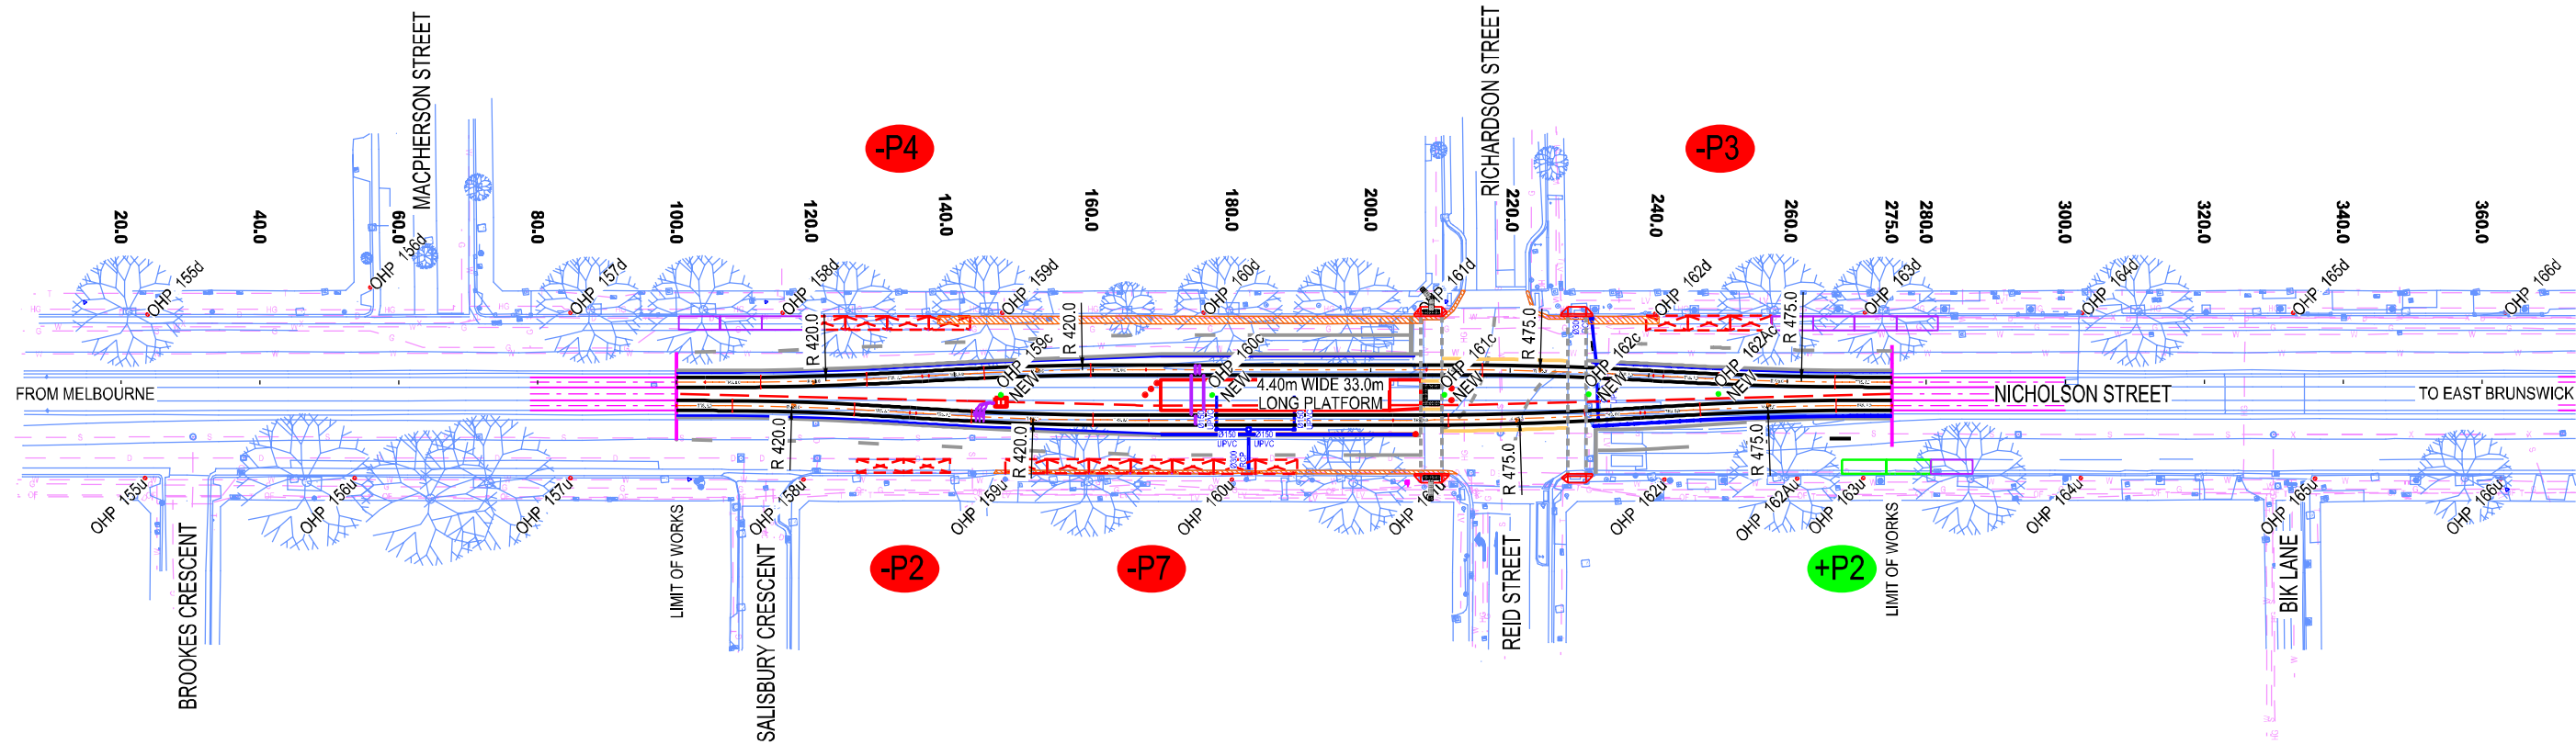 MACPHERSON STREET
RICHARDSON STREET
-P4
-P3
20.0
40.0
60.0
80.0
100.0
120.0
140.0
160.0
180.0
200.0
220.0
240.0
260.0
275.0
280.0
300.0
320.0
340.0
360.0
OHP 155d
OHP 156d
OHP 157d
OHP 158d
OHP 159d
OHP 160d
OHP 161d
OHP 162d
OHP 163d
OHP 164d
OHP 165d
OHP 166d
R 420.0
R 420.0
R 475.0
R 475.0
OHP 159c
NEW
OHP 160c
NEW
OHP 161c
NEW
OHP 162c
NEW
OHP 162Ac
NEW
FROM MELBOURNE
4.40m WIDE 33.0m
LONG PLATFORM
NICHOLSON STREET
TO EAST BRUNSWICK
Ø150
UPVC
Ø150
UPVC
R 420.0
R 420.0
R 475.0
R 475.0
OHP 155u
OHP 156u
OHP 157u
OHP 158u
OHP 159u
OHP 160u
OHP 161u
OHP 162u
OHP 162Au
OHP 163u
OHP 164u
OHP 165u
OHP 166u
BROOKES CRESCENT
LIMIT OF WORKS
SALISBURY CRESCENT
-P2
-P7
REID STREET
+P2
LIMIT OF WORKS
BIK LANE